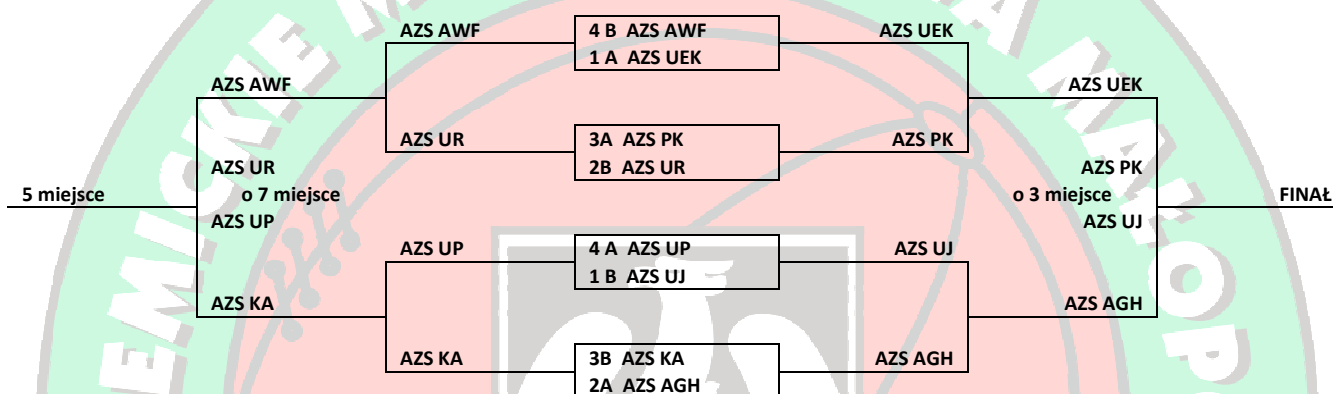 AZS AWF 4 B AZS AWF AZS UEK
1 A AZS UEK
AZS AWF AZS UEK
AZS UR 3A AZS PK AZS PK
AZS UR 2B AZS UR AZS PK
5 miejsce o 7 miejsce o 3 miejsce FINAŁ
AZS UP AZS UJ
AZS UP 4 A AZS UP AZS UJ
1 B AZS UJ
AZS KA AZS AGH
AZS KA 3B AZS KA AZS AGH
2A AZS AGH